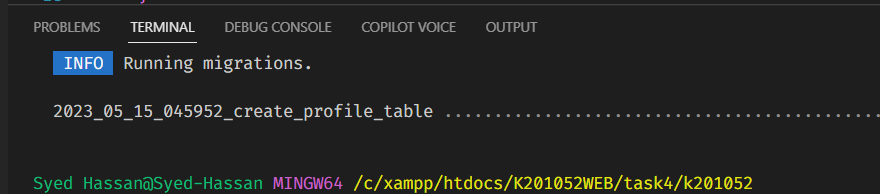 PROBLEMS TERMINAL DEBUG CONSOLE COPILOT VOICE OUTPUT
INFO Running migrations.
2023_05_15_045952_create_profile_table ............................................
Syed Hassan@Syed-Hassan MINGW64 /c/xampp/htdocs/K201052WEB/task4/k201052